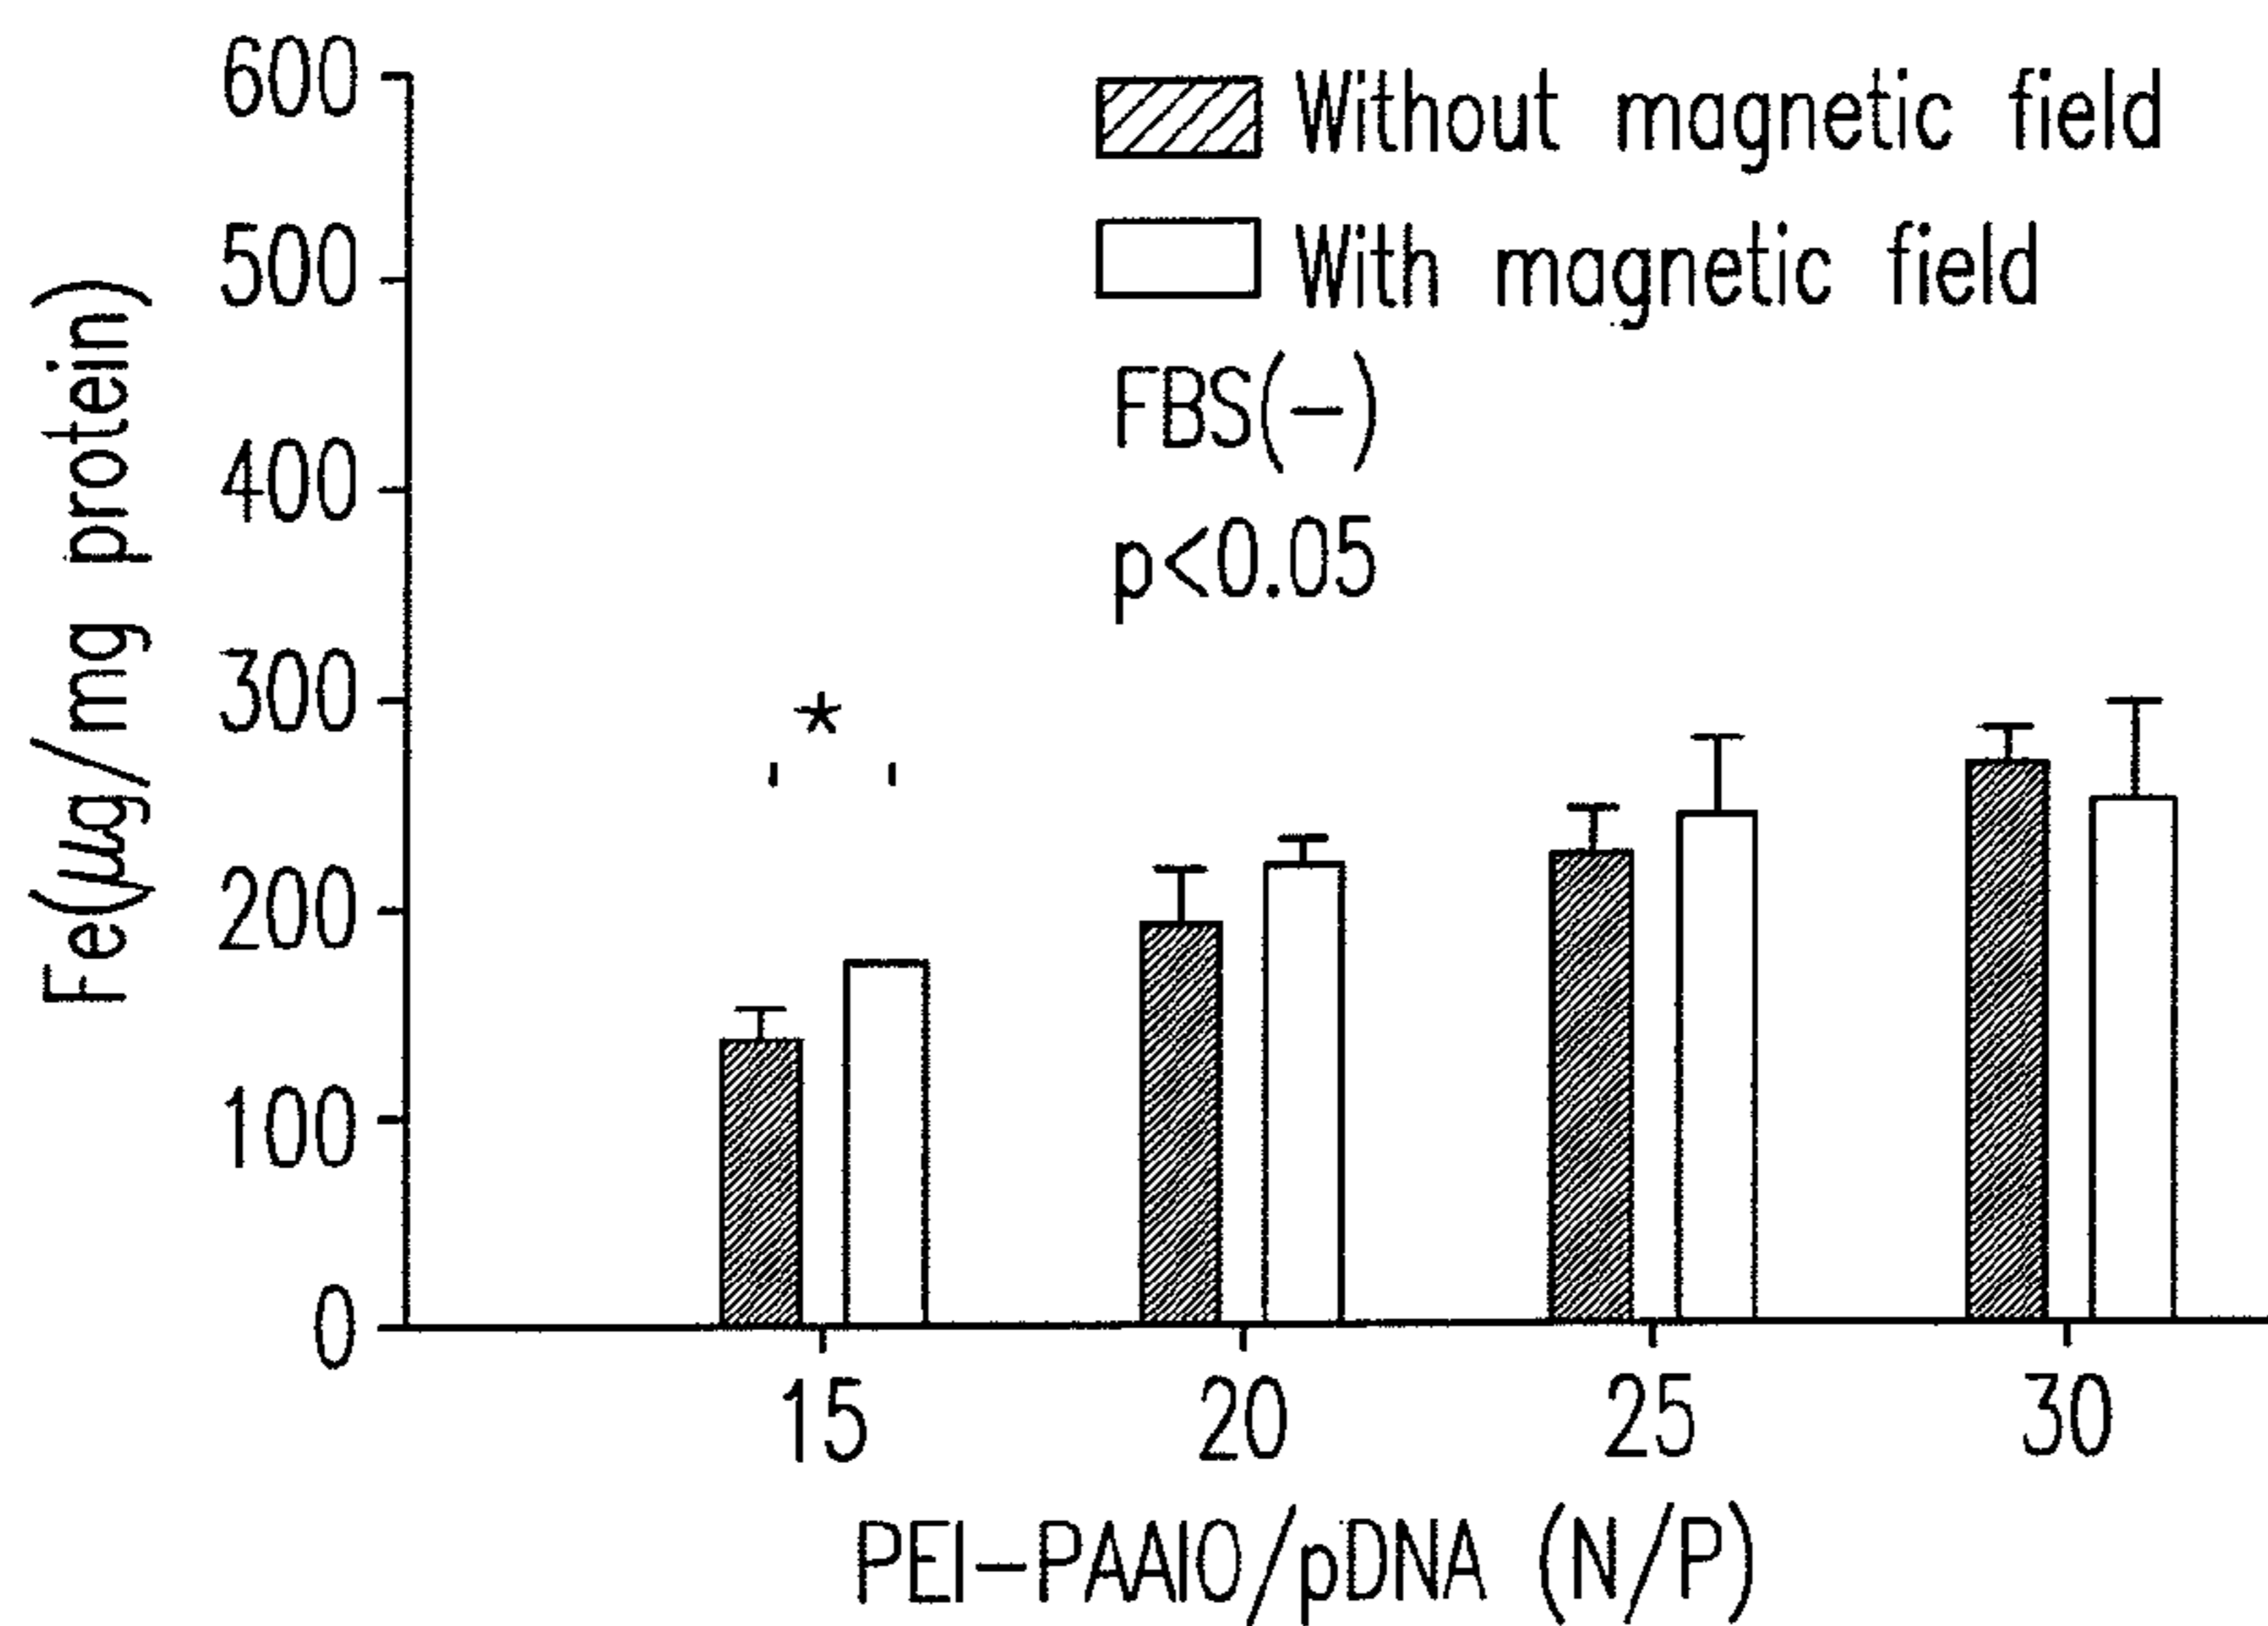 Fe(μg/mg protein)
600
500
400
300
200
100
0
Without magnetic field
With magnetic field
FBS(-)
p<0.05
*
15 20 25 30
PEI-PAAIO/pDNA (N/P)